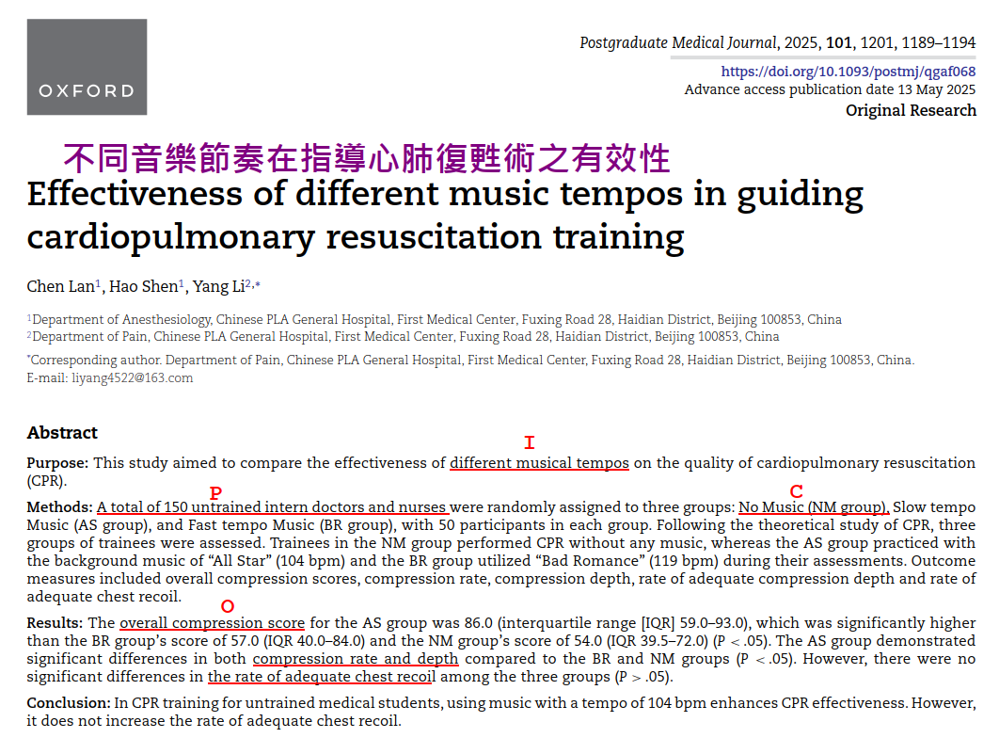 OXFORD
Postgraduate Medical Journal, 2025, 101, 1201, 1189–1194
https://doi.org/10.1093/postmj/qgaf068
Advance access publication date 13 May 2025
Original Research
不同音樂節奏在指導心肺復甦術之有效性
Effectiveness of different music tempos in guiding
cardiopulmonary resuscitation training
Chen Lan1, Hao Shen1, Yang Li2,*
1Department of Anesthesiology, Chinese PLA General Hospital, First Medical Center, Fuxing Road 28, Haidian District, Beijing 100853, China
2Department of Pain, Chinese PLA General Hospital, First Medical Center, Fuxing Road 28, Haidian District, Beijing 100853, China
*Corresponding author. Department of Pain, Chinese PLA General Hospital, First Medical Center, Fuxing Road 28, Haidian District, Beijing 100853, China.
E-mail: liyang4522@163.com
Abstract
I
Purpose: This study aimed to compare the effectiveness of different musical tempos on the quality of cardiopulmonary resuscitation
(CPR).
P C
Methods: A total of 150 untrained intern doctors and nurses were randomly assigned to three groups: No Music (NM group), Slow tempo
Music (AS group), and Fast tempo Music (BR group), with 50 participants in each group. Following the theoretical study of CPR, three
groups of trainees were assessed. Trainees in the NM group performed CPR without any music, whereas the AS group practiced with
the background music of “All Star” (104 bpm) and the BR group utilized “Bad Romance” (119 bpm) during their assessments. Outcome
measures included overall compression scores, compression rate, compression depth, rate of adequate compression depth and rate of
adequate chest recoil.
O
Results: The overall compression score for the AS group was 86.0 (interquartile range [IQR] 59.0–93.0), which was significantly higher
than the BR group’s score of 57.0 (IQR 40.0–84.0) and the NM group’s score of 54.0 (IQR 39.5–72.0) (P < .05). The AS group demonstrated
significant differences in both compression rate and depth compared to the BR and NM groups (P < .05). However, there were no
significant differences in the rate of adequate chest recoil among the three groups (P > .05).
Conclusion: In CPR training for untrained medical students, using music with a tempo of 104 bpm enhances CPR effectiveness. However,
it does not increase the rate of adequate chest recoil.